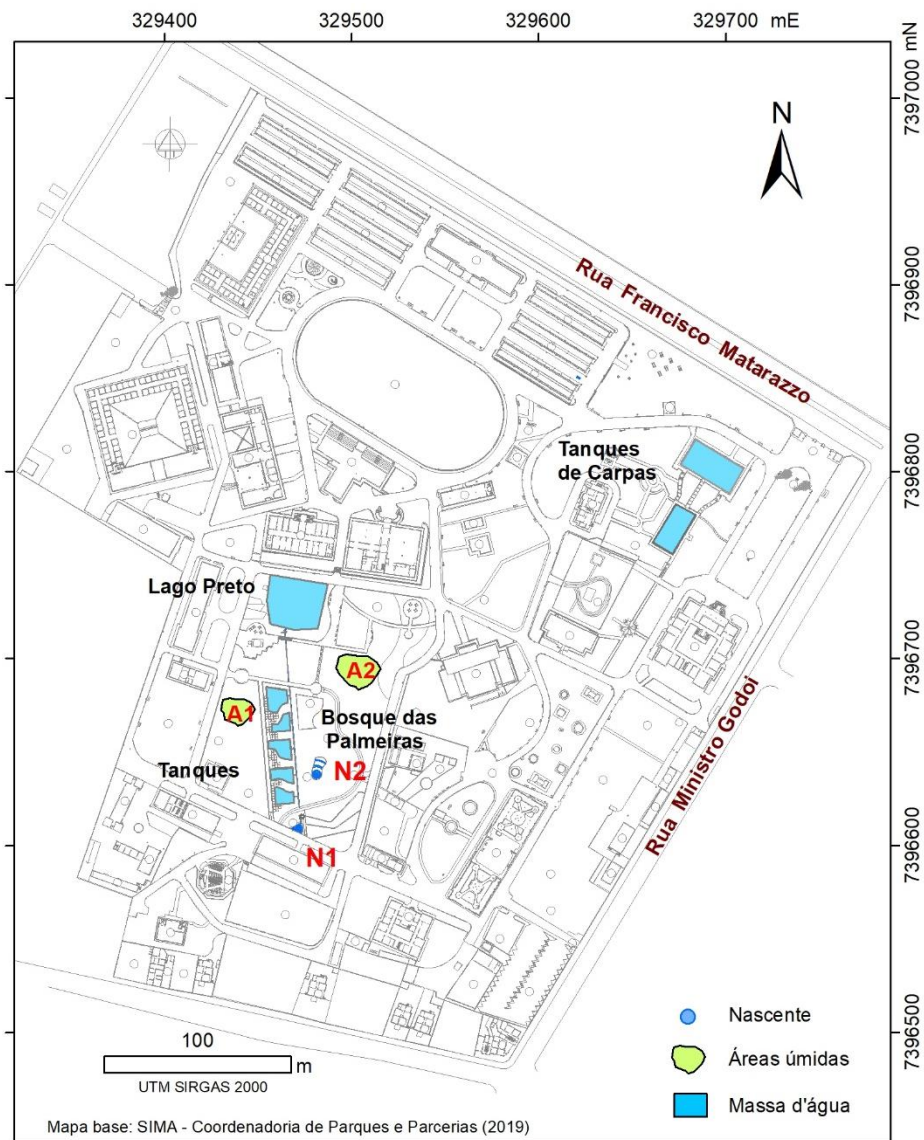 329400 329500 329600 329700 mE
7397000 mN
N
Rua Francisco Matarazzo
7396900
Tanques
de Carpas
7396800
Lago Preto
7396700
A2
A1
Bosque das
Palmeiras
Tanques
N2
Rua Ministro Godoi
N1
7396600
7396500
Nascente
100
m
Áreas úmidas
UTM SIRGAS 2000
Massa d'água
Mapa base: SIMA - Coordenadoria de Parques e Parcerias (2019)